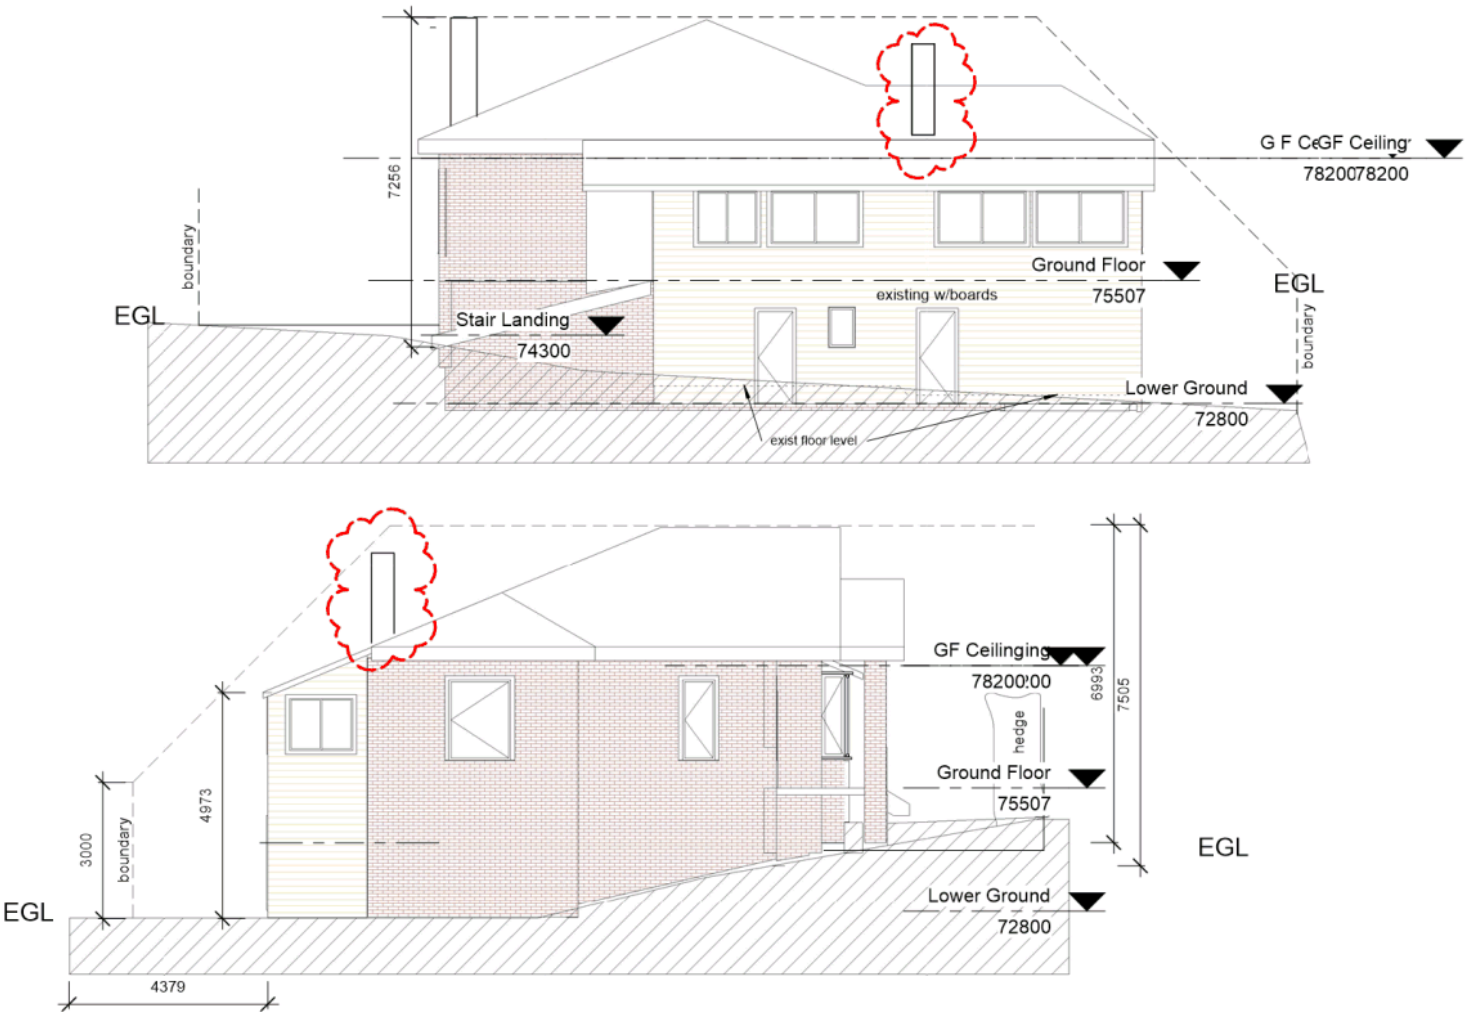 7256
boundary
EGL
G F CeGF Ceiling
7820078200
Ground Floor
75507
existing w/boards
EGL
boundary
Stair Landing
74300
Lower Ground
72800
exist floor level
GF Ceilinging
78200
6993
7505
hedge
Ground Floor
75507
4973
3000
boundary
EGL
EGL
Lower Ground
72800
4379